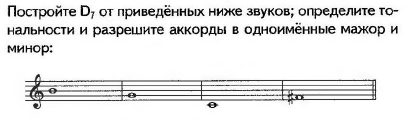 Постройте D₇ от приведённых ниже звуков; определите то-
нальности и разрешите аккорды в одноимённые мажор и
минор: